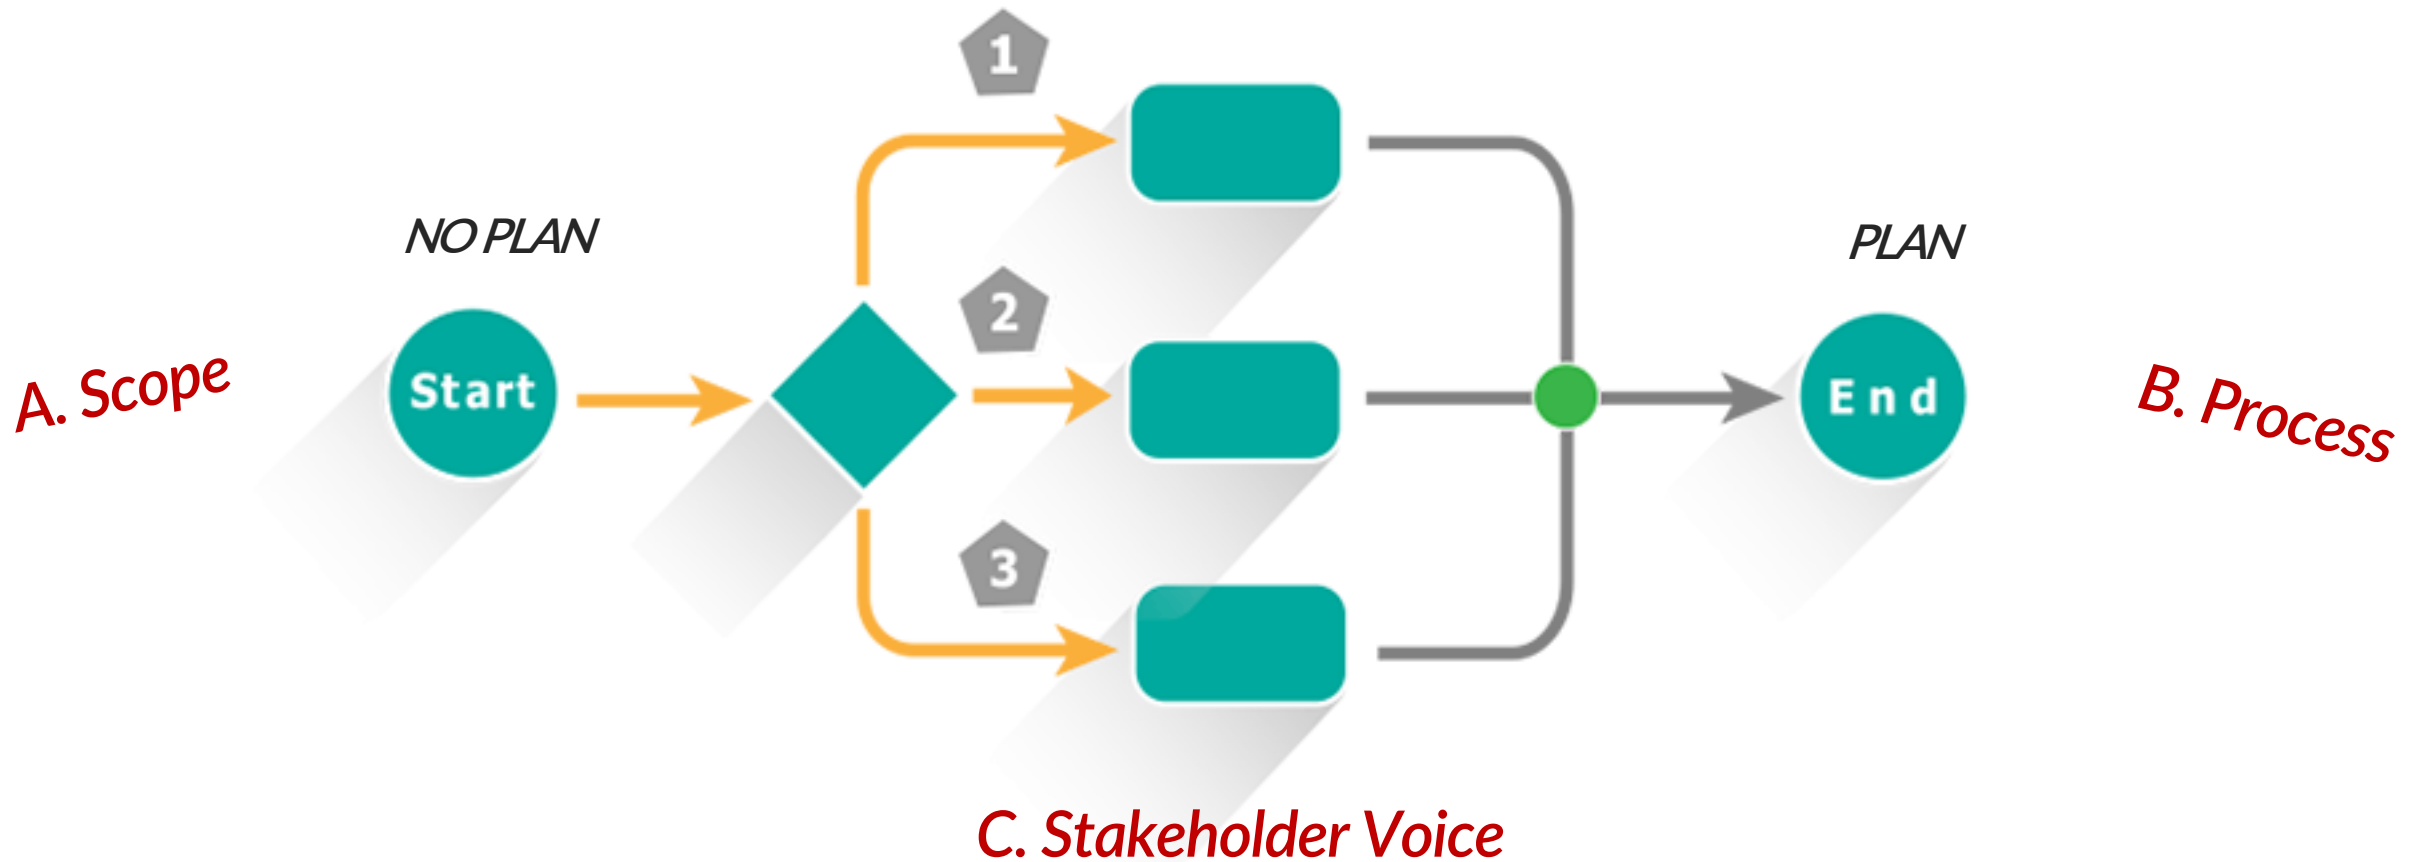 1
NO PLAN
PLAN
2
A. Scope
Start
End
B. Process
3
C. Stakeholder Voice